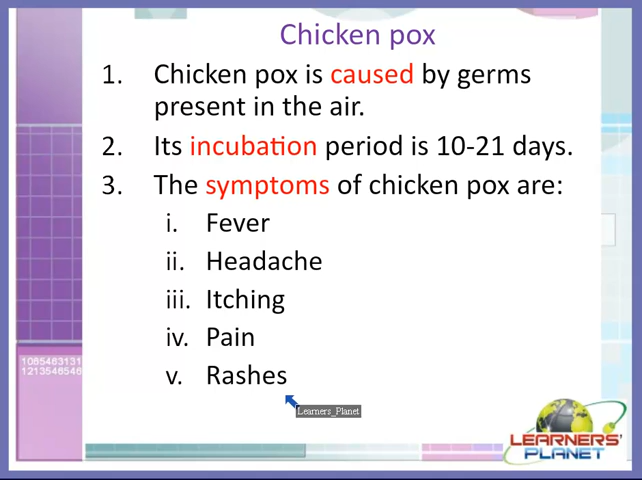 Chicken pox
1. Chicken pox is caused by germs
present in the air.
2. Its incubation period is 10-21 days.
3. The symptoms of chicken pox are:
i. Fever
ii. Headache
iii. Itching
iv. Pain
v. Rashes
Learners_Planet
1085463131
1213546546
LEARNERS'
PLANET